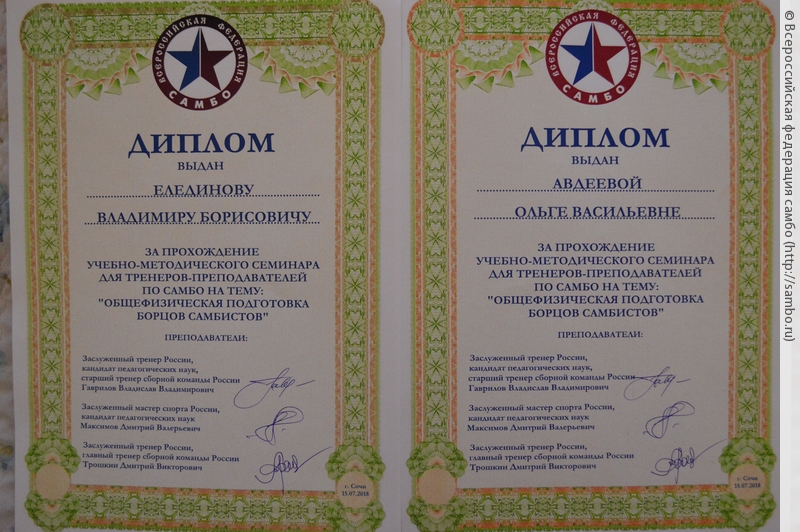 ВСЕРОССИЙСКАЯ ФЕДЕРАЦИЯ
САМБО
ДИПЛОМ
ВЫДАН
ЕЛЕДИНОВУ
ВЛАДИМИРУ БОРИСОВИЧУ
ЗА ПРОХОЖДЕНИЕ
УЧЕБНО-МЕТОДИЧЕСКОГО СЕМИНАРА
ДЛЯ ТРЕНЕРОВ-ПРЕПОДАВАТЕЛЕЙ
ПО САМБО НА ТЕМУ:
"ОБЩЕФИЗИЧЕСКАЯ ПОДГОТОВКА
БОРЦОВ САМБИСТОВ"
ПРЕПОДАВАТЕЛИ:
Заслуженный тренер России,
кандидат педагогических наук,
старший тренер сборной команды России
Гаврилов Владислав Владимирович
Заслуженный мастер спорта России,
кандидат педагогических наук
Максимов Дмитрий Валерьевич
Заслуженный тренер России,
главный тренер сборной команды России
Трошкин Дмитрий Викторович
г. Сочи
15.07.2018
ВСЕРОССИЙСКАЯ ФЕДЕРАЦИЯ
САМБО
ДИПЛОМ
ВЫДАН
АВДЕЕВОЙ
ОЛЬГЕ ВАСИЛЬЕВНЕ
ЗА ПРОХОЖДЕНИЕ
УЧЕБНО-МЕТОДИЧЕСКОГО СЕМИНАРА
ДЛЯ ТРЕНЕРОВ-ПРЕПОДАВАТЕЛЕЙ
ПО САМБО НА ТЕМУ:
"ОБЩЕФИЗИЧЕСКАЯ ПОДГОТОВКА
БОРЦОВ САМБИСТОВ"
ПРЕПОДАВАТЕЛИ:
Заслуженный тренер России,
кандидат педагогических наук,
старший тренер сборной команды России
Гаврилов Владислав Владимирович
Заслуженный мастер спорта России,
кандидат педагогических наук
Максимов Дмитрий Валерьевич
Заслуженный тренер России,
главный тренер сборной команды России
Трошкин Дмитрий Викторович
г. Сочи
15.07.2018
© Всероссийская федерация самбо (http://sambo.ru)